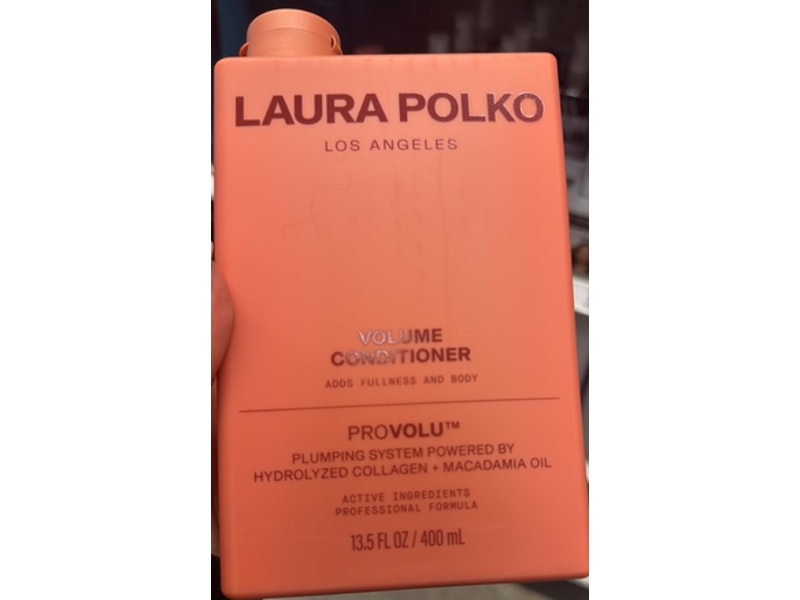 LAURA POLKO
LOS ANGELES
VOLUME
CONDITIONER
ADDS FULLNESS AND BODY
PROVOLU™
PLUMPING SYSTEM POWERED BY
HYDROLYZED COLLAGEN + MACADAMIA OIL
ACTIVE INGREDIENTS
PROFESSIONAL FORMULA
13.5 FL OZ / 400 mL